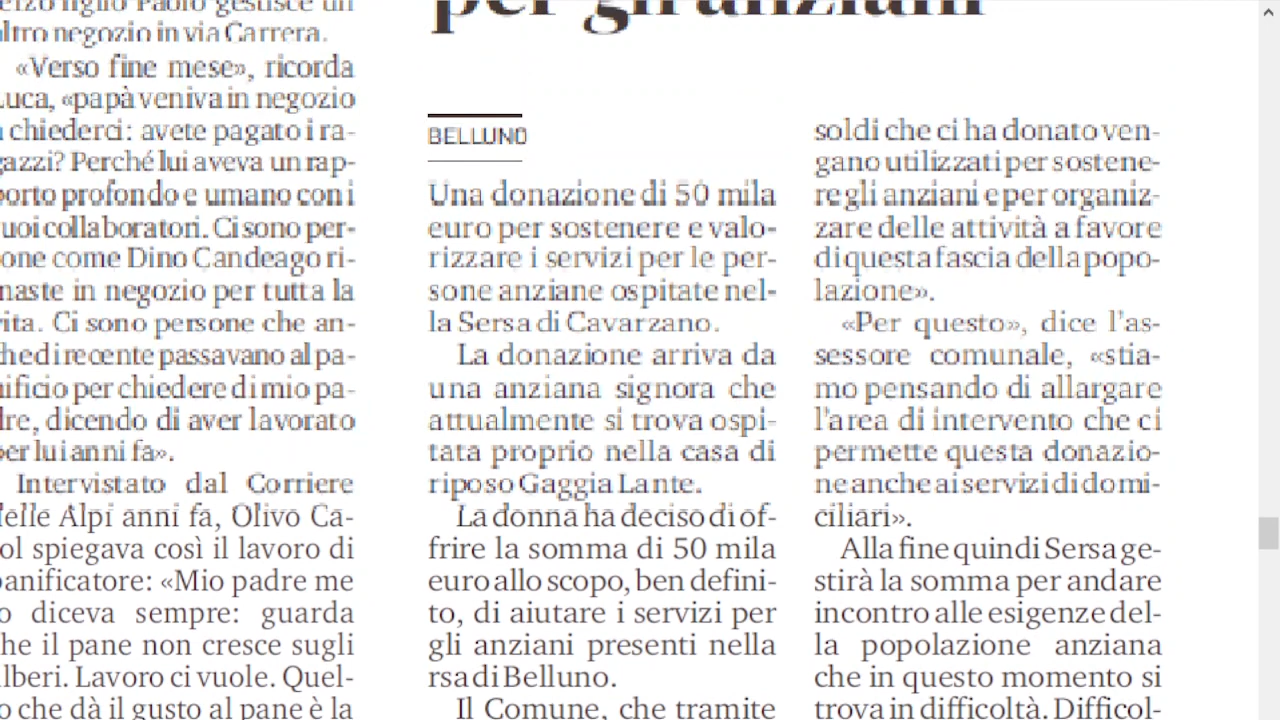 altro negozio in via Carrera.
«Verso fine mese», ricorda
Luca, «papà veniva in negozio
a chiederci: avete pagato i ra-
gazzi? Perché lui aveva un rap-
porto profondo e umano con i
suoi collaboratori. Ci sono per-
sone come Dino Candeago ri-
maste in negozio per tutta la
vita. Ci sono persone che an-
che di recente passavano al pa-
nificio per chiedere di mio pa-
dre, dicendo di aver lavorato
per lui anni fa».
Intervistato dal Corriere
delle Alpi anni fa, Olivo Ca-
ol spiegava così il lavoro di
panificatore: «Mio padre me
lo diceva sempre: guarda
che il pane non cresce sugli
alberi. Lavoro ci vuole. Quel-
lo che dà il gusto al pane è la
per gli anziani
BELLUNO
Una donazione di 50 mila
euro per sostenere e valo-
rizzare i servizi per le per-
sone anziane ospitate nel-
la Sersa di Cavarzano.
La donazione arriva da
una anziana signora che
attualmente si trova ospi-
tata proprio nella casa di
riposo Gaggia Lante.
La donna ha deciso di of-
frire la somma di 50 mila
euro allo scopo, ben defini-
to, di aiutare i servizi per
gli anziani presenti nella
rsa di Belluno.
Il Comune, che tramite
soldi che ci ha donato ven-
gano utilizzati per sostene-
re gli anziani e per organiz-
zare delle attività a favore
di questa fascia della popo-
lazione».
«Per questo», dice l'as-
sessore comunale, «stia-
mo pensando di allargare
l'area di intervento che ci
permette questa donazio-
ne anche ai servizi di domi-
ciliari».
Alla fine quindi Sersa ge-
stirà la somma per andare
incontro alle esigenze del-
la popolazione anziana
che in questo momento si
trova in difficoltà. Difficol-